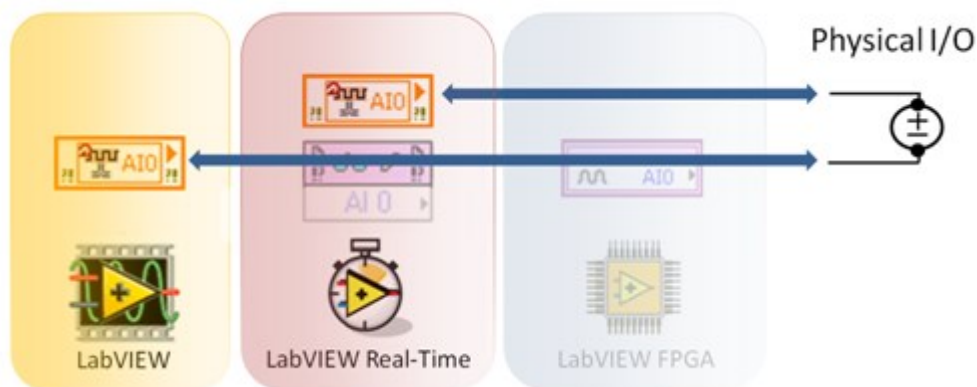 Physical I/O
AI0
AI0
AI 0
AI0
LabVIEW
LabVIEW Real-Time
LabVIEW FPGA